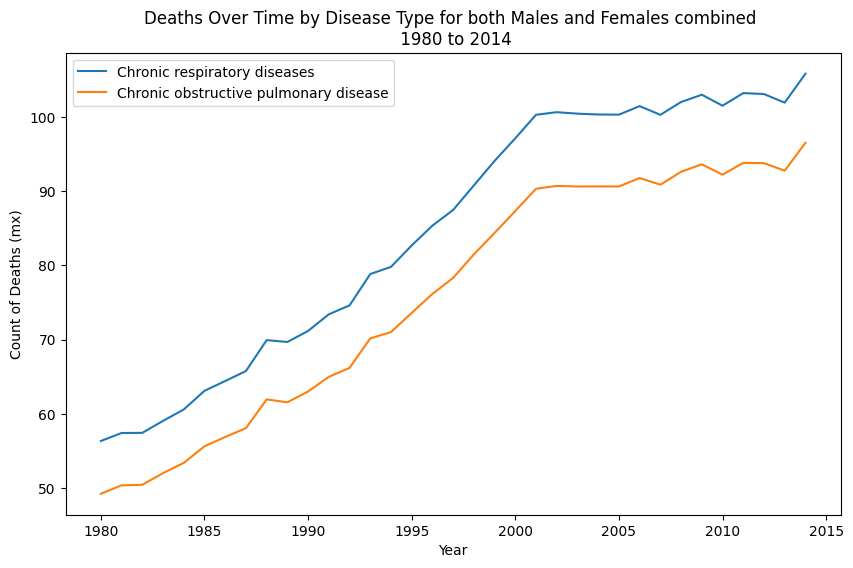 Deaths Over Time by Disease Type for both Males and Females combined
1980 to 2014
Chronic respiratory diseases
Chronic obstructive pulmonary disease
Count of Deaths (mx)
100
90
80
70
60
50
1980 1985 1990 1995 2000 2005 2010 2015
Year